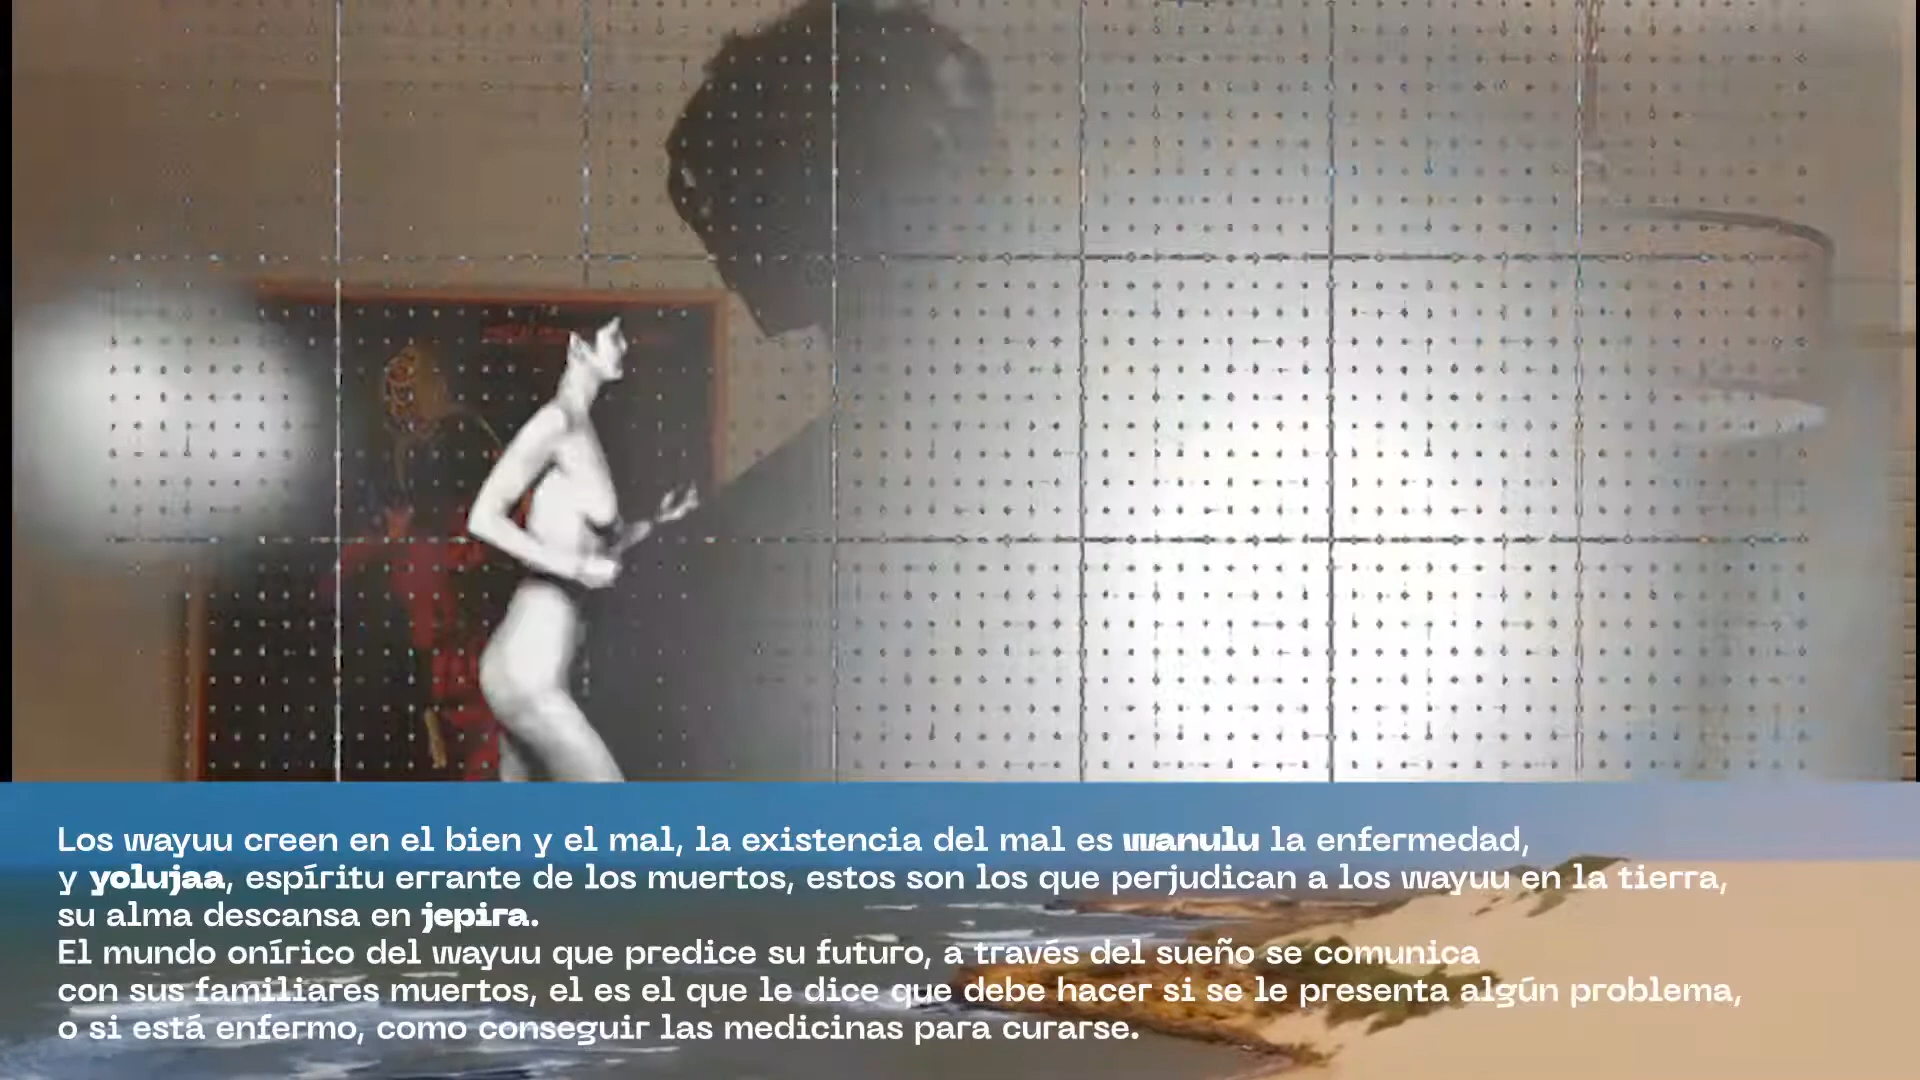 Los wayuu creen en el bien y el mal, la existencia del mal es wanulu la enfermedad,
y yolujaa, espíritu errante de los muertos, estos son los que perjudican a los wayuu en la tierra,
su alma descansa en jepira.
El mundo onírico del wayuu que predice su futuro, a través del sueño se comunica
con sus familiares muertos, el es el que le dice que debe hacer si se le presenta algún problema,
o si está enfermo, como conseguir las medicinas para curarse.